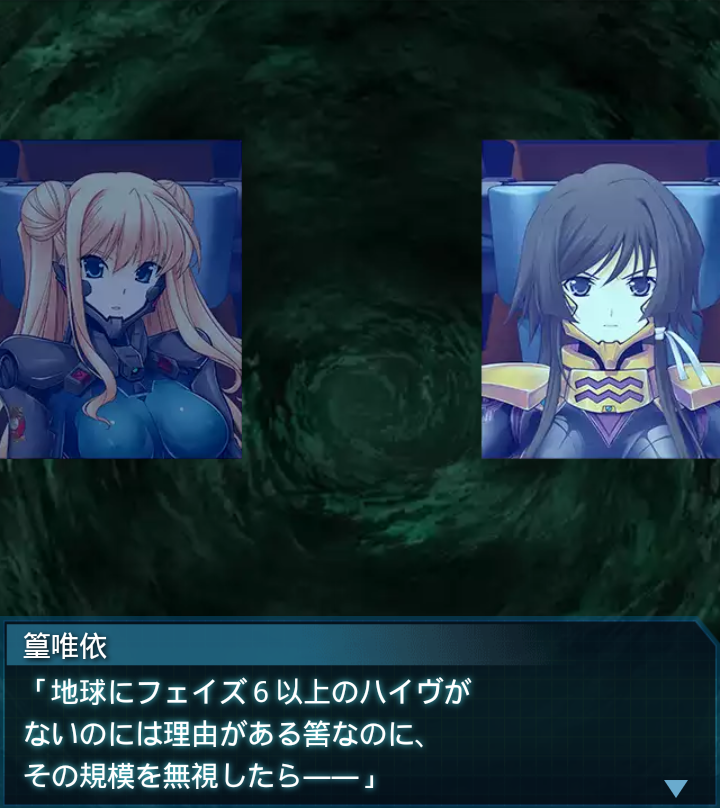 篁唯依
「地球にフェイズ６以上のハイヴが
ないのには理由がある筈なのに、
その規模を無視したら――」